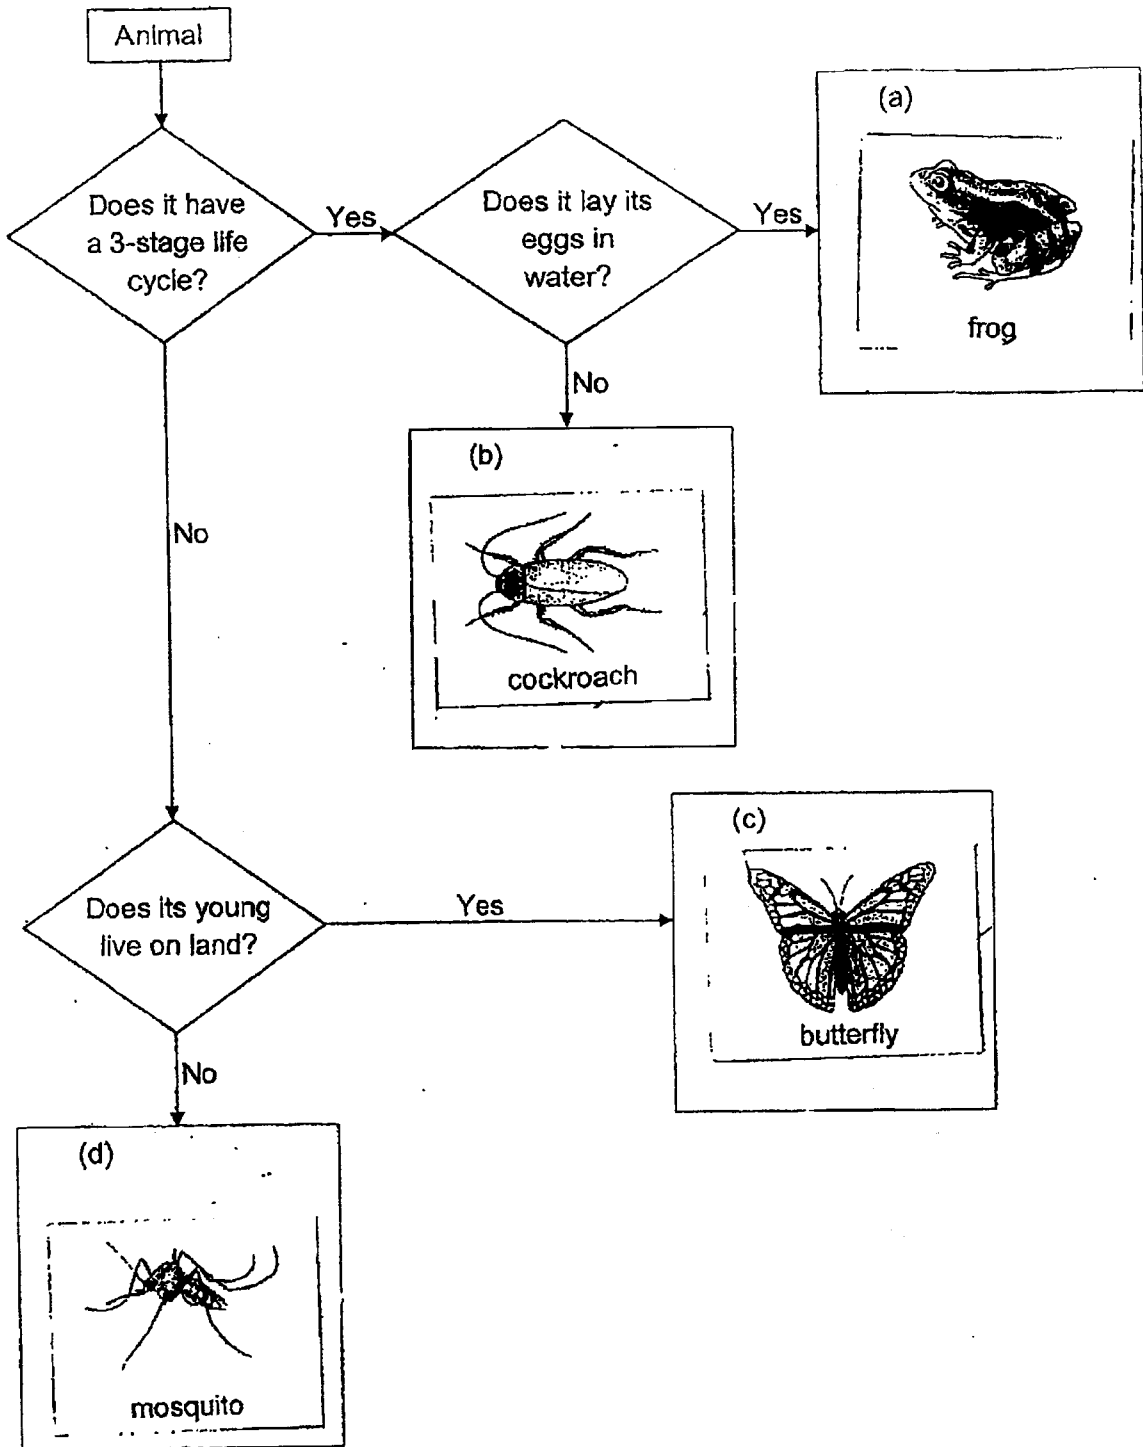 Animal
Does it have
a 3-stage life
cycle?
Yes
Does it lay its
eggs in
water?
Yes
(a)
frog
No
(b)
cockroach
No
Does its young
live on land?
Yes
(c)
butterfly
No
(d)
mosquito